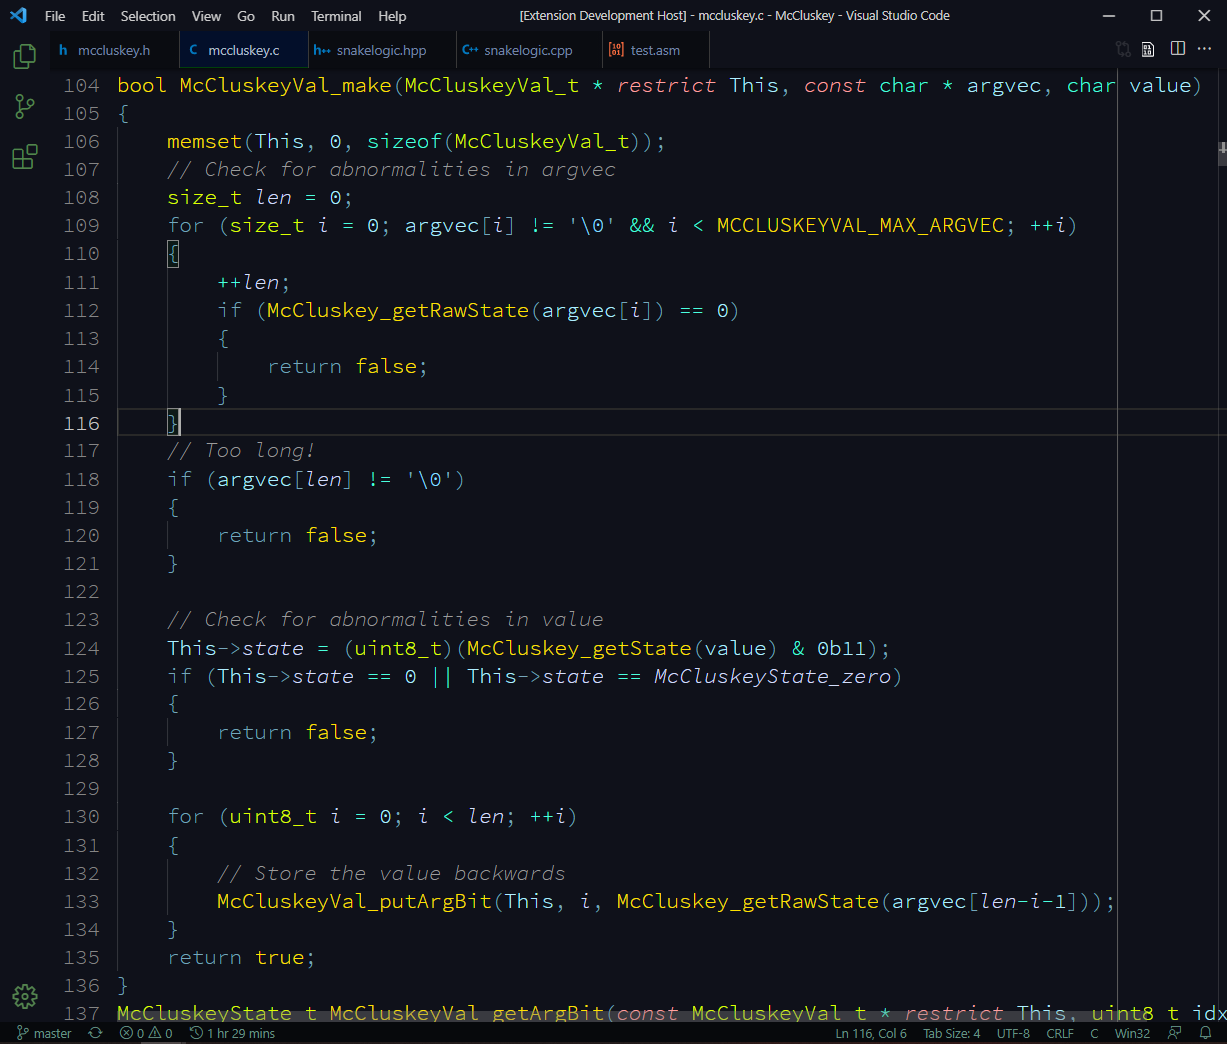 File Edit Selection View Go Run Terminal Help [Extension Development Host] - mccluskey.c - McCluskey - Visual Studio Code
h mccluskey.h C mccluskey.c h++ snakelogic.hpp C++ snakelogic.cpp test.asm
104 bool McCluskeyVal_make(McCluskeyVal_t * restrict This, const char * argvec, char value)
105 {
106 memset(This, 0, sizeof(McCluskeyVal_t));
107 // Check for abnormalities in argvec
108 size_t len = 0;
109 for (size_t i = 0; argvec[i] != '\0' && i < MCCLUSKEYVAL_MAX_ARGVEC; ++i)
110 {
111 ++len;
112 if (McCluskey_getRawState(argvec[i]) == 0)
113 {
114 return false;
115 }
116 }
117 // Too long!
118 if (argvec[len] != '\0')
119 {
120 return false;
121 }
122
123 // Check for abnormalities in value
124 This->state = (uint8_t)(McCluskey_getState(value) & 0b11);
125 if (This->state == 0 || This->state == McCluskeyState_zero)
126 {
127 return false;
128 }
129
130 for (uint8_t i = 0; i < len; ++i)
131 {
132 // Store the value backwards
133 McCluskeyVal_putArgBit(This, i, McCluskey_getRawState(argvec[len-i-1]));
134 }
135 return true;
136 }
137 McCluskeyState_t McCluskeyVal_getArgBit(const McCluskeyVal_t * restrict This, uint8_t idx
master 0 0 1 hr 29 mins Ln 116, Col 6 Tab Size: 4 UTF-8 CRLF C Win32